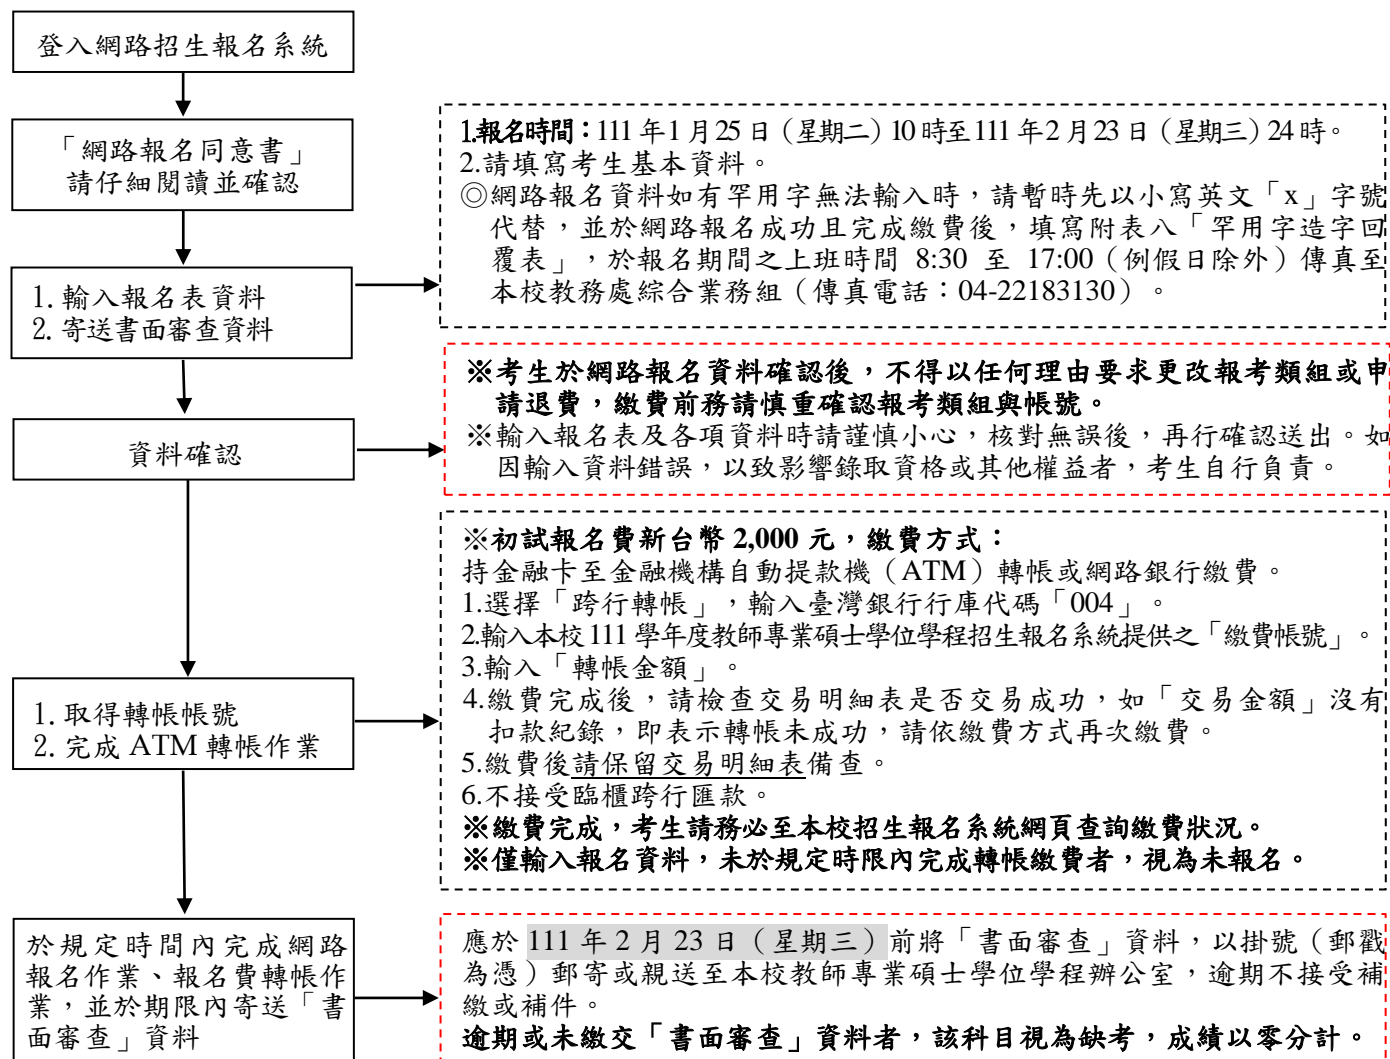 登入網路招生報名系統
「網路報名同意書」
請仔細閱讀並確認
1.報名時間：111 年 1 月 25 日（星期二）10 時至 111 年 2 月 23 日（星期三）24 時。
2.請填寫考生基本資料。
◎網路報名資料如有罕用字無法輸入時，請暫時先以小寫英文「x」字號
代替，並於網路報名成功且完成繳費後，填寫附表八「罕用字造字回
覆表」，於報名期間之上班時間 8:30 至 17:00（例假日除外）傳真至
本校教務處綜合業務組（傳真電話：04-22183130）。
1. 輸入報名表資料
2. 寄送書面審查資料
※考生於網路報名資料確認後，不得以任何理由要求更改報考類組或申
請退費，繳費前務請慎重確認報考類組與帳號。
※輸入報名表及各項資料時請謹慎小心，核對無誤後，再行確認送出。如
因輸入資料錯誤，以致影響錄取資格或其他權益者，考生自行負責。
資料確認
※初試報名費新台幣 2,000 元，繳費方式：
持金融卡至金融機構自動提款機（ATM）轉帳或網路銀行繳費。
1.選擇「跨行轉帳」，輸入臺灣銀行行庫代碼「004」。
2.輸入本校 111 學年度教師專業碩士學位學程招生報名系統提供之「繳費帳號」。
3.輸入「轉帳金額」。
4.繳費完成後，請檢查交易明細表是否交易成功，如「交易金額」沒有
扣款紀錄，即表示轉帳未成功，請依繳費方式再次繳費。
5.繳費後請保留交易明細表備查。
6.不接受臨櫃跨行匯款。
※繳費完成，考生請務必至本校招生報名系統網頁查詢繳費狀況。
※僅輸入報名資料，未於規定時限內完成轉帳繳費者，視為未報名。
1. 取得轉帳帳號
2. 完成 ATM 轉帳作業
於規定時間內完成網路
報名作業、報名費轉帳作
業，並於期限內寄送「書
面審查」資料
應於 111 年 2 月 23 日（星期三）前將「書面審查」資料，以掛號（郵戳
為憑）郵寄或親送至本校教師專業碩士學位學程辦公室，逾期不接受補
繳或補件。
逾期或未繳交「書面審查」資料者，該科目視為缺考，成績以零分計。